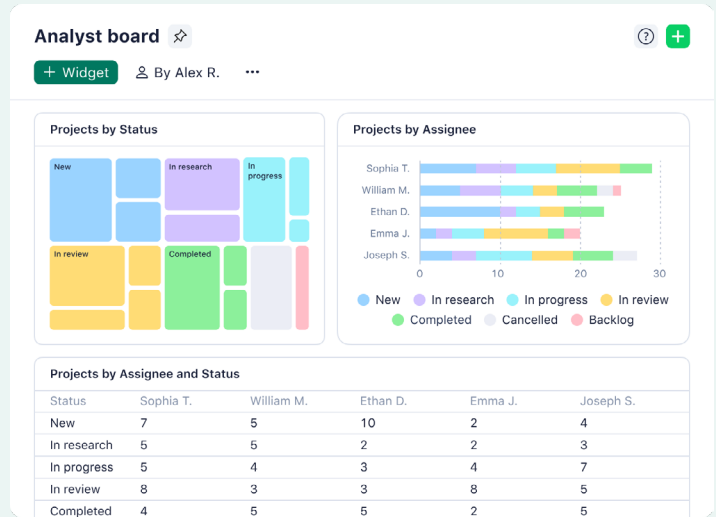 Analyst board
?
+ Widget
By Alex R.
...
Projects by Status
New
In research
In progress
In review
Completed
Projects by Assignee
Sophia T.
William M.
Ethan D.
Emma J.
Joseph S.
0 10 20 30
New In research In progress In review
Completed Cancelled Backlog
Projects by Assignee and Status
Status Sophia T. William M. Ethan D. Emma J. Joseph S.
New 7 5 10 2 4
In research 5 5 2 2 3
In progress 5 4 3 4 7
In review 8 3 3 8 5
Completed 4 5 5 2 5